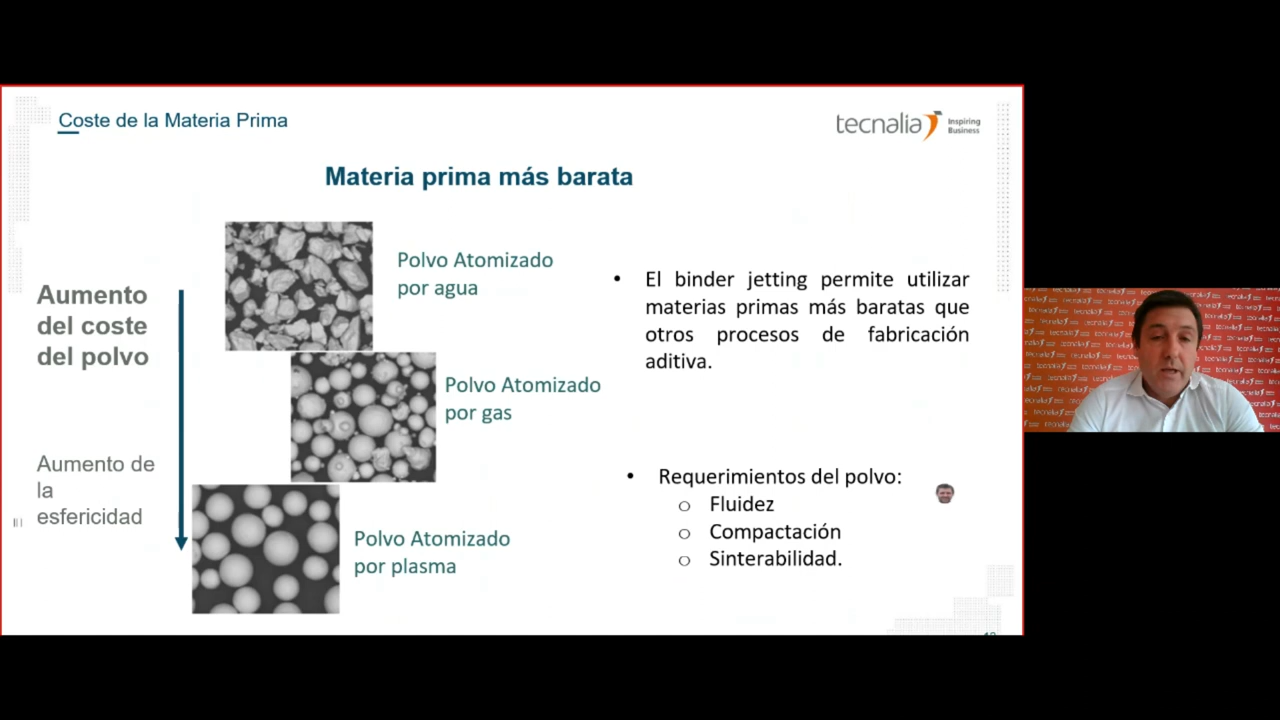 Coste de la Materia Prima
tecnalia Inspiring
Business
Materia prima más barata
Aumento
del coste
del polvo
Aumento de
la
esfericidad
Polvo Atomizado
por agua
Polvo Atomizado
por gas
Polvo Atomizado
por plasma
• El binder jetting permite utilizar
materias primas más baratas que
otros procesos de fabricación
aditiva.
• Requerimientos del polvo:
o Fluidez
o Compactación
o Sinterabilidad.
tecnalia